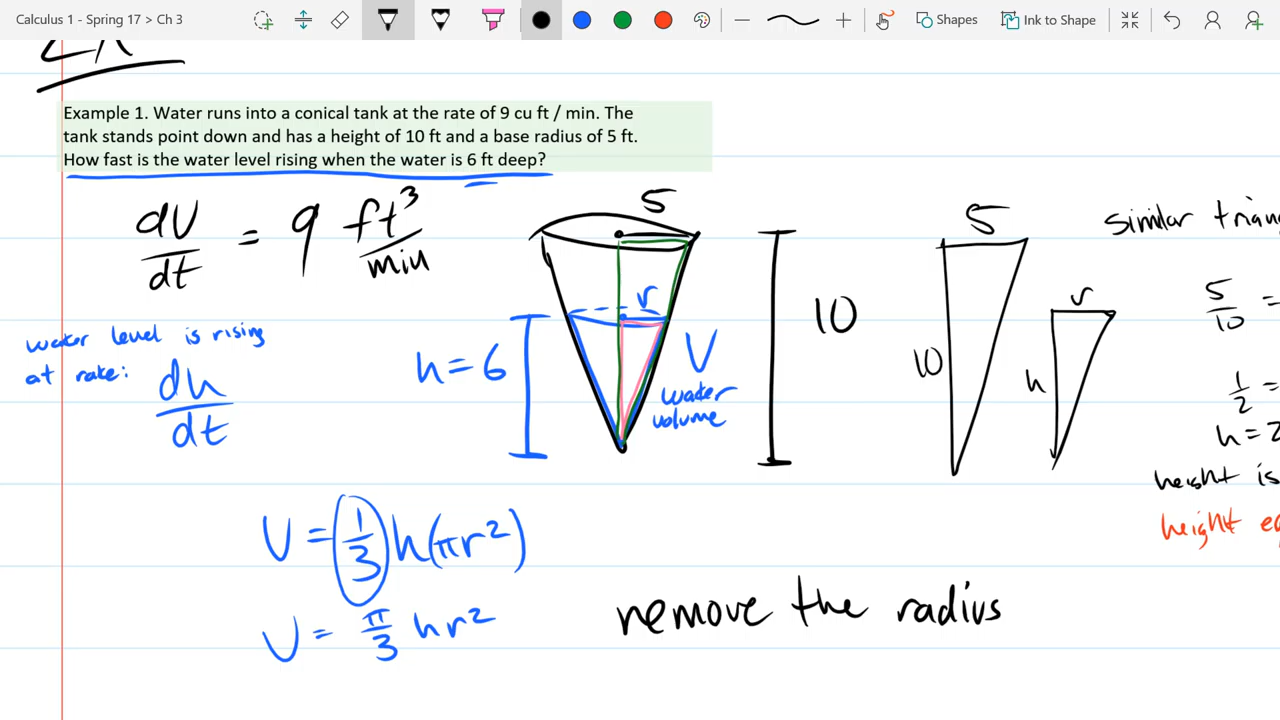 Calculus 1 - Spring 17 > Ch 3
Shapes
Ink to Shape
Example 1. Water runs into a conical tank at the rate of 9 cu ft / min. The
tank stands point down and has a height of 10 ft and a base radius of 5 ft.
How fast is the water level rising when the water is 6 ft deep?
dV/dt = 9 ft³/min
water level is rising
at rate: dh/dt
5
r
h = 6
V
water
volume
10
5
10
r
h
similar trian
5/10 =
1/2 =
h = 2
height is
height e
V = 1/3 h(πr²)
V = π/3 hr²
remove the radius